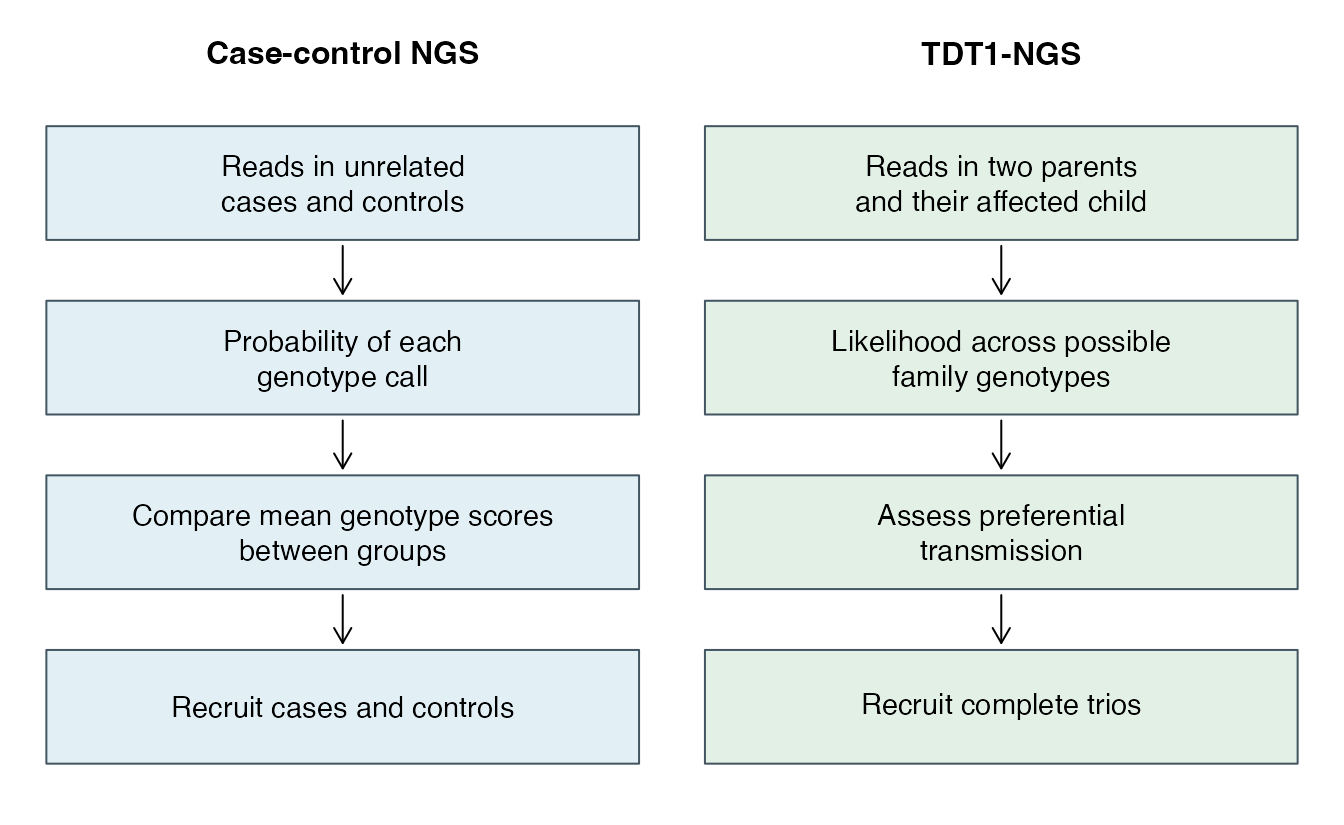 Case-control NGS
Reads in unrelated
cases and controls
Probability of each
genotype call
Compare mean genotype scores
between groups
Recruit cases and controls
TDT1-NGS
Reads in two parents
and their affected child
Likelihood across possible
family genotypes
Assess preferential
transmission
Recruit complete trios